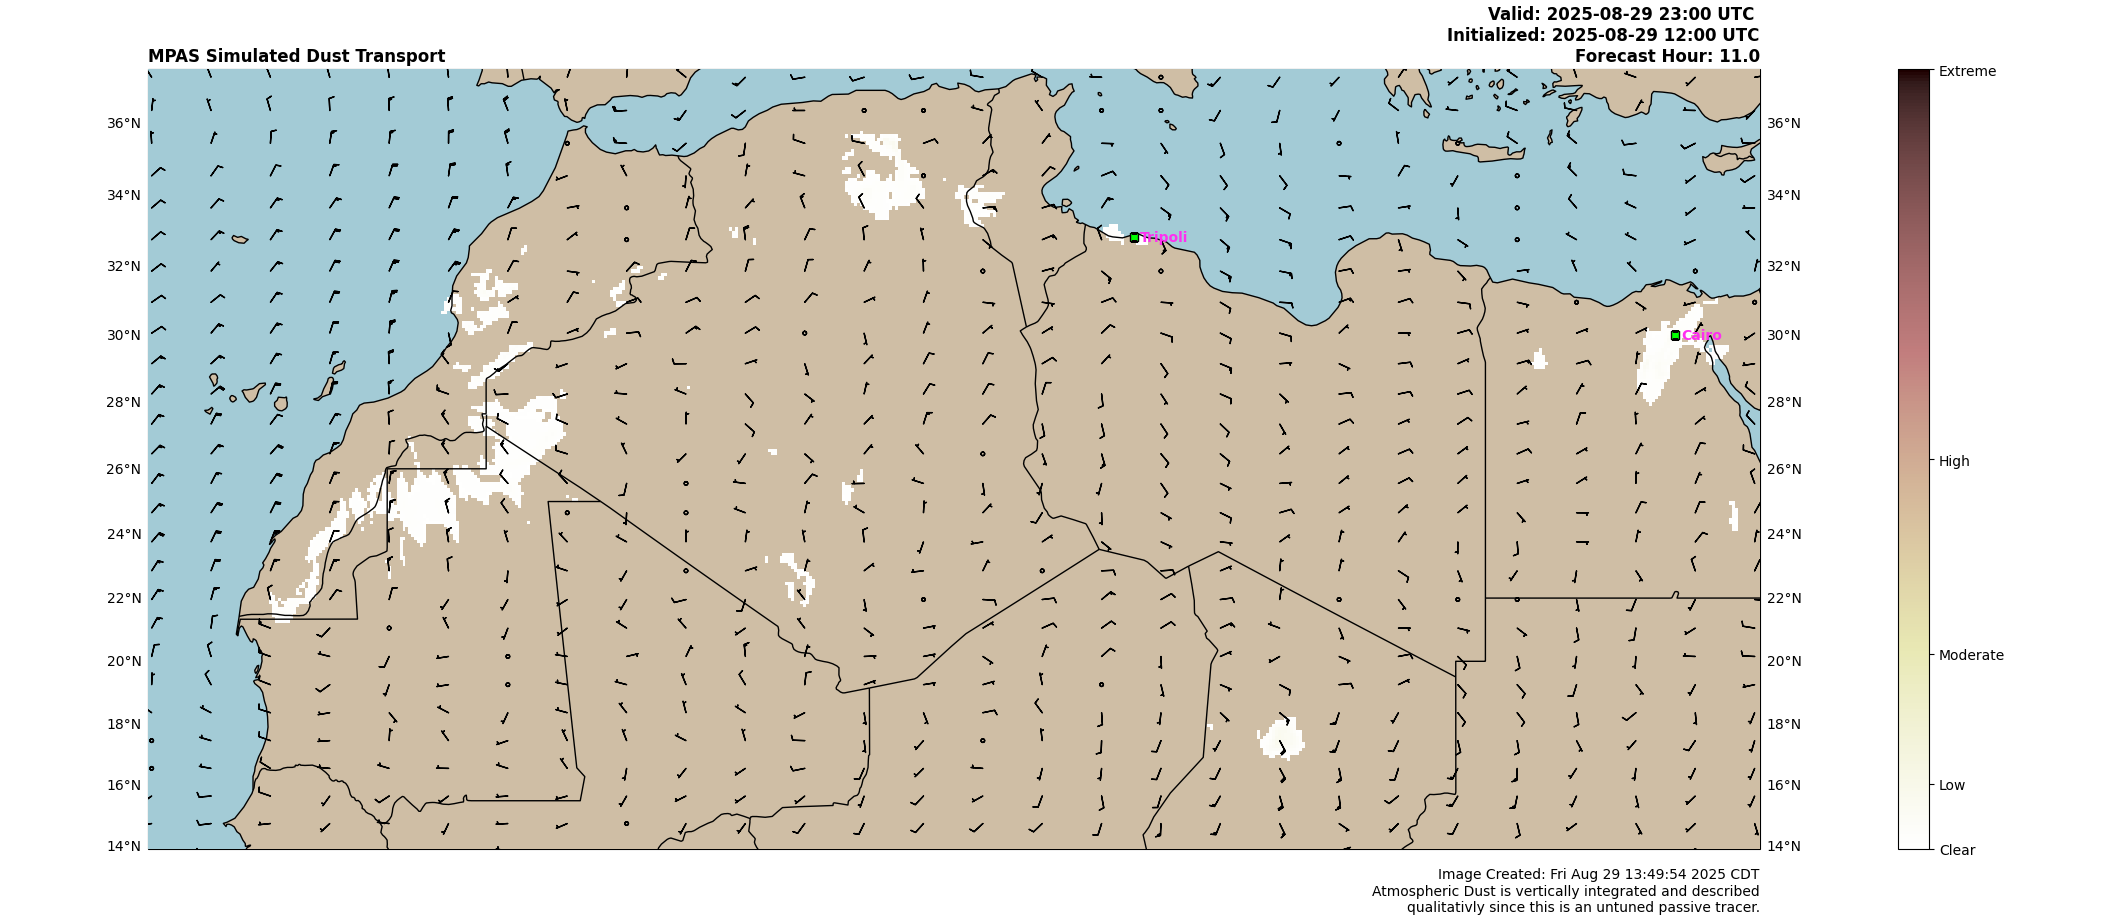 Valid: 2025-08-29 23:00 UTC
Initialized: 2025-08-29 12:00 UTC
MPAS Simulated Dust Transport
Forecast Hour: 11.0
Extreme
36°N
36°N
34°N
34°N
Tripoli
32°N
32°N
30°N
Cairo
30°N
28°N
28°N
High
26°N
26°N
24°N
24°N
22°N
22°N
Moderate
20°N
20°N
18°N
18°N
16°N
16°N
Low
14°N
14°N
Clear
Image Created: Fri Aug 29 13:49:54 2025 CDT
Atmospheric Dust is vertically integrated and described
qualitativly since this is an untuned passive tracer.